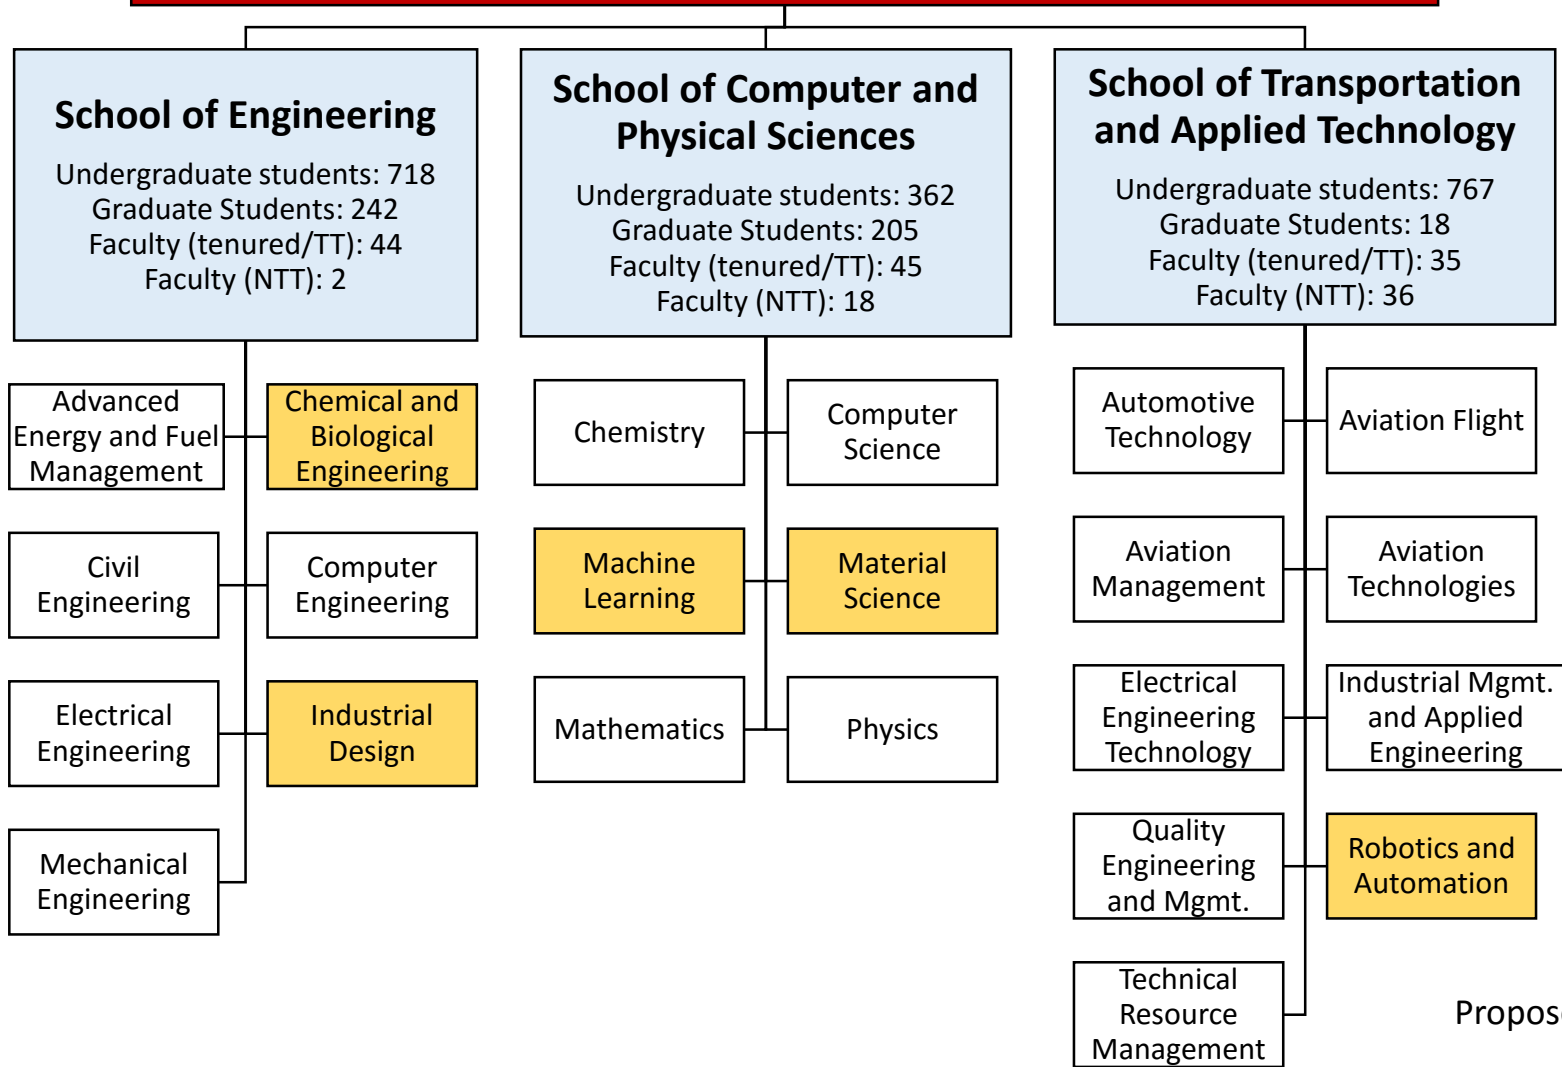 School of Engineering
Undergraduate students: 718
Graduate Students: 242
Faculty (tenured/TT): 44
Faculty (NTT): 2
School of Computer and
Physical Sciences
Undergraduate students: 362
Graduate Students: 205
Faculty (tenured/TT): 45
Faculty (NTT): 18
School of Transportation
and Applied Technology
Undergraduate students: 767
Graduate Students: 18
Faculty (tenured/TT): 35
Faculty (NTT): 36
Advanced
Energy and Fuel
Management
Chemical and
Biological
Engineering
Civil
Engineering
Computer
Engineering
Electrical
Engineering
Industrial
Design
Mechanical
Engineering
Chemistry
Computer
Science
Machine
Learning
Material
Science
Mathematics
Physics
Automotive
Technology
Aviation Flight
Aviation
Management
Aviation
Technologies
Electrical
Engineering
Technology
Industrial Mgmt.
and Applied
Engineering
Quality
Engineering
and Mgmt.
Robotics and
Automation
Technical
Resource
Management